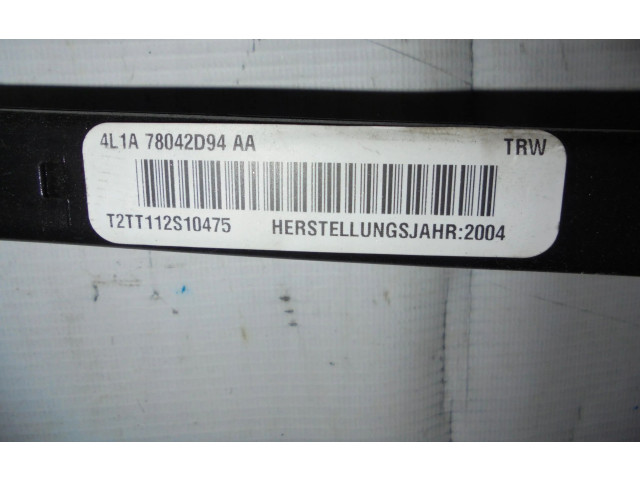 4L1A 78042D94 AA TRW
T2TT112S10475 HERSTELLUNGSJAHR:2004